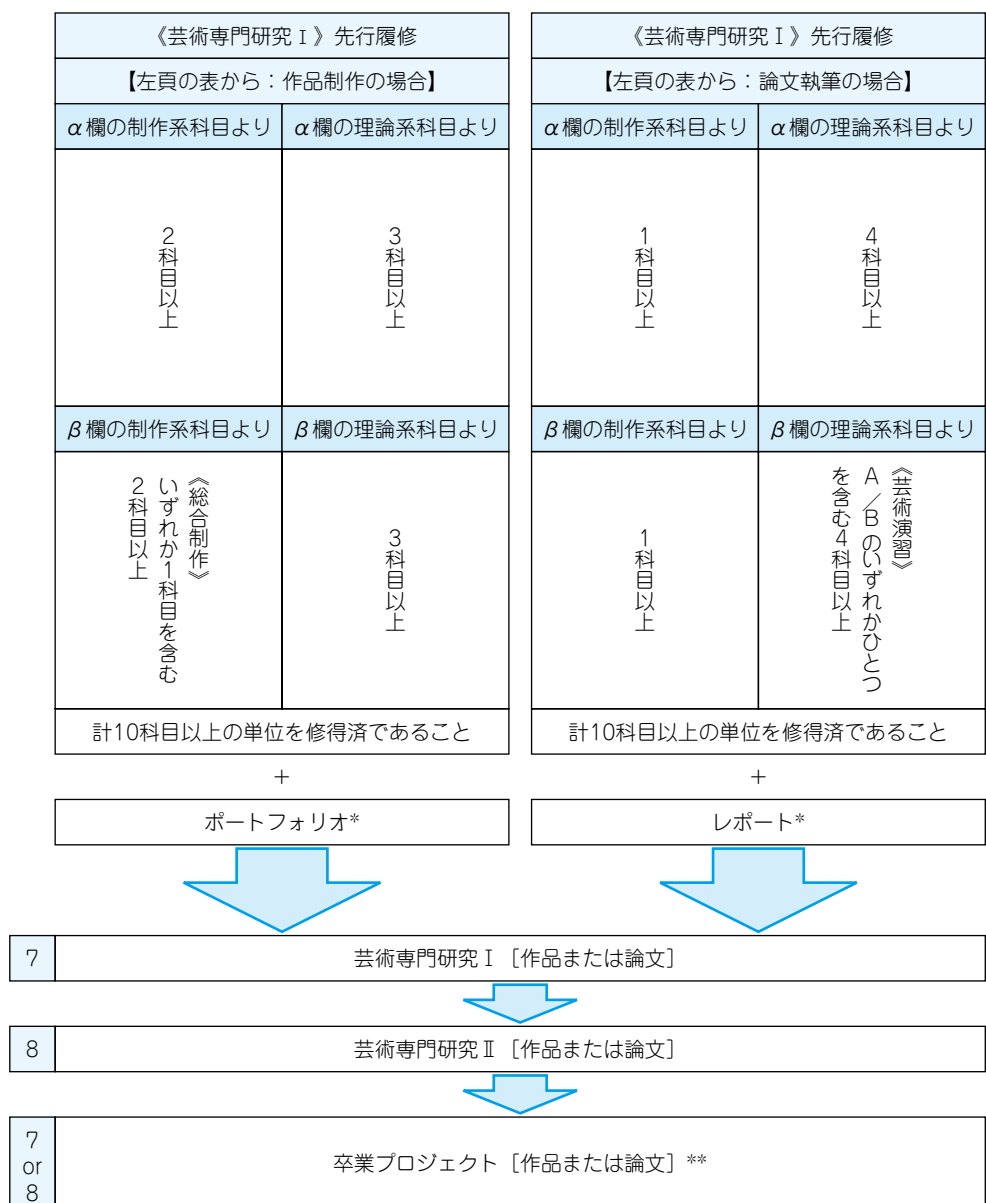 《芸術専門研究Ⅰ》先行履修
【左頁の表から：作品制作の場合】
α欄の制作系科目より
α欄の理論系科目より
2科目以上
3科目以上
β欄の制作系科目より
β欄の理論系科目より
《総合制作》
いずれか1科目を含む
2科目以上
3科目以上
計10科目以上の単位を修得済であること
+
ポートフォリオ*
《芸術専門研究Ⅰ》先行履修
【左頁の表から：論文執筆の場合】
α欄の制作系科目より
α欄の理論系科目より
1科目以上
4科目以上
β欄の制作系科目より
β欄の理論系科目より
1科目以上
《芸術演習》
A／Bのいずれかひとつ
を含む4科目以上
計10科目以上の単位を修得済であること
+
レポート*
7
芸術専門研究Ⅰ［作品または論文］
8
芸術専門研究Ⅱ［作品または論文］
7
or
8
卒業プロジェクト［作品または論文］**